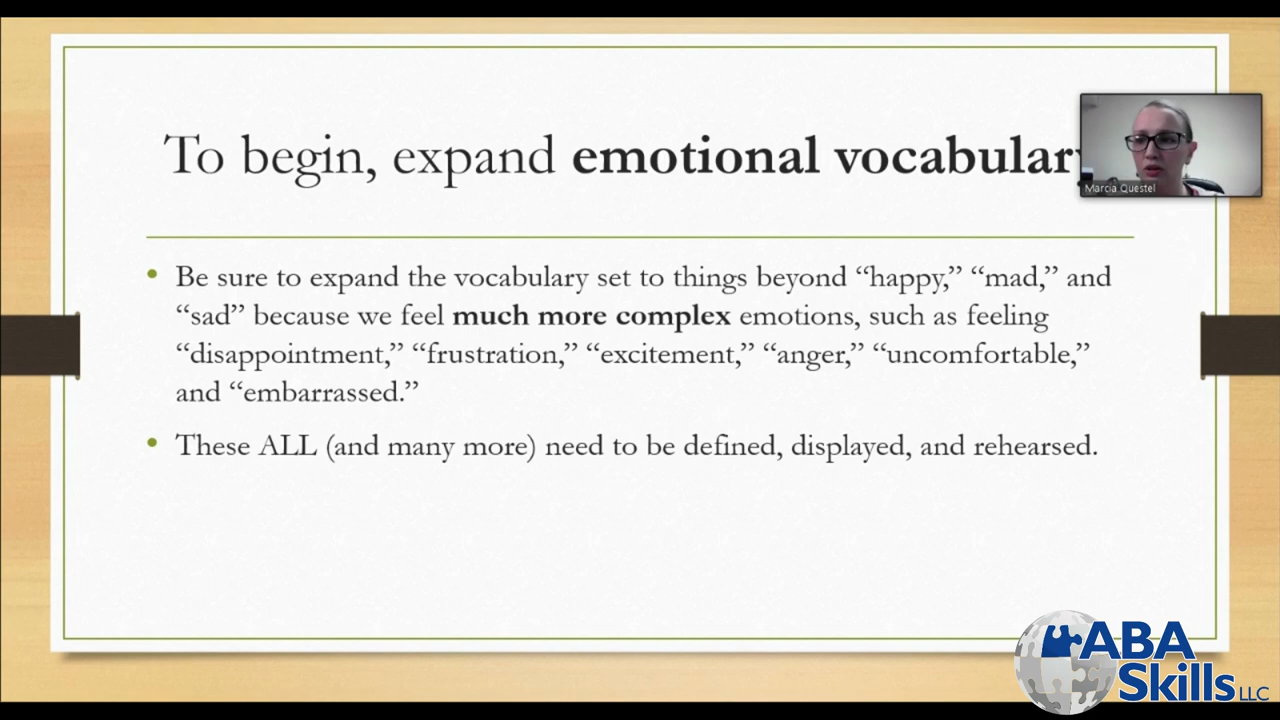 To begin, expand emotional vocabulary
Marcia Questel
• Be sure to expand the vocabulary set to things beyond “happy,” “mad,” and
“sad” because we feel much more complex emotions, such as feeling
“disappointment,” “frustration,” “excitement,” “anger,” “uncomfortable,”
and “embarrassed.”
• These ALL (and many more) need to be defined, displayed, and rehearsed.
ABA
Skills LLC